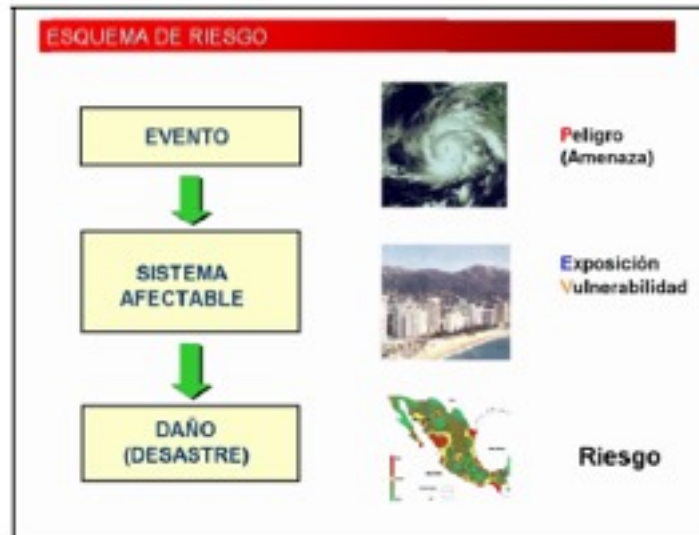 ESQUEMA DE RIESGO
EVENTO
Peligro
(Amenaza)
SISTEMA
AFECTABLE
Exposición
Vulnerabilidad
DAÑO
(DESASTRE)
Riesgo